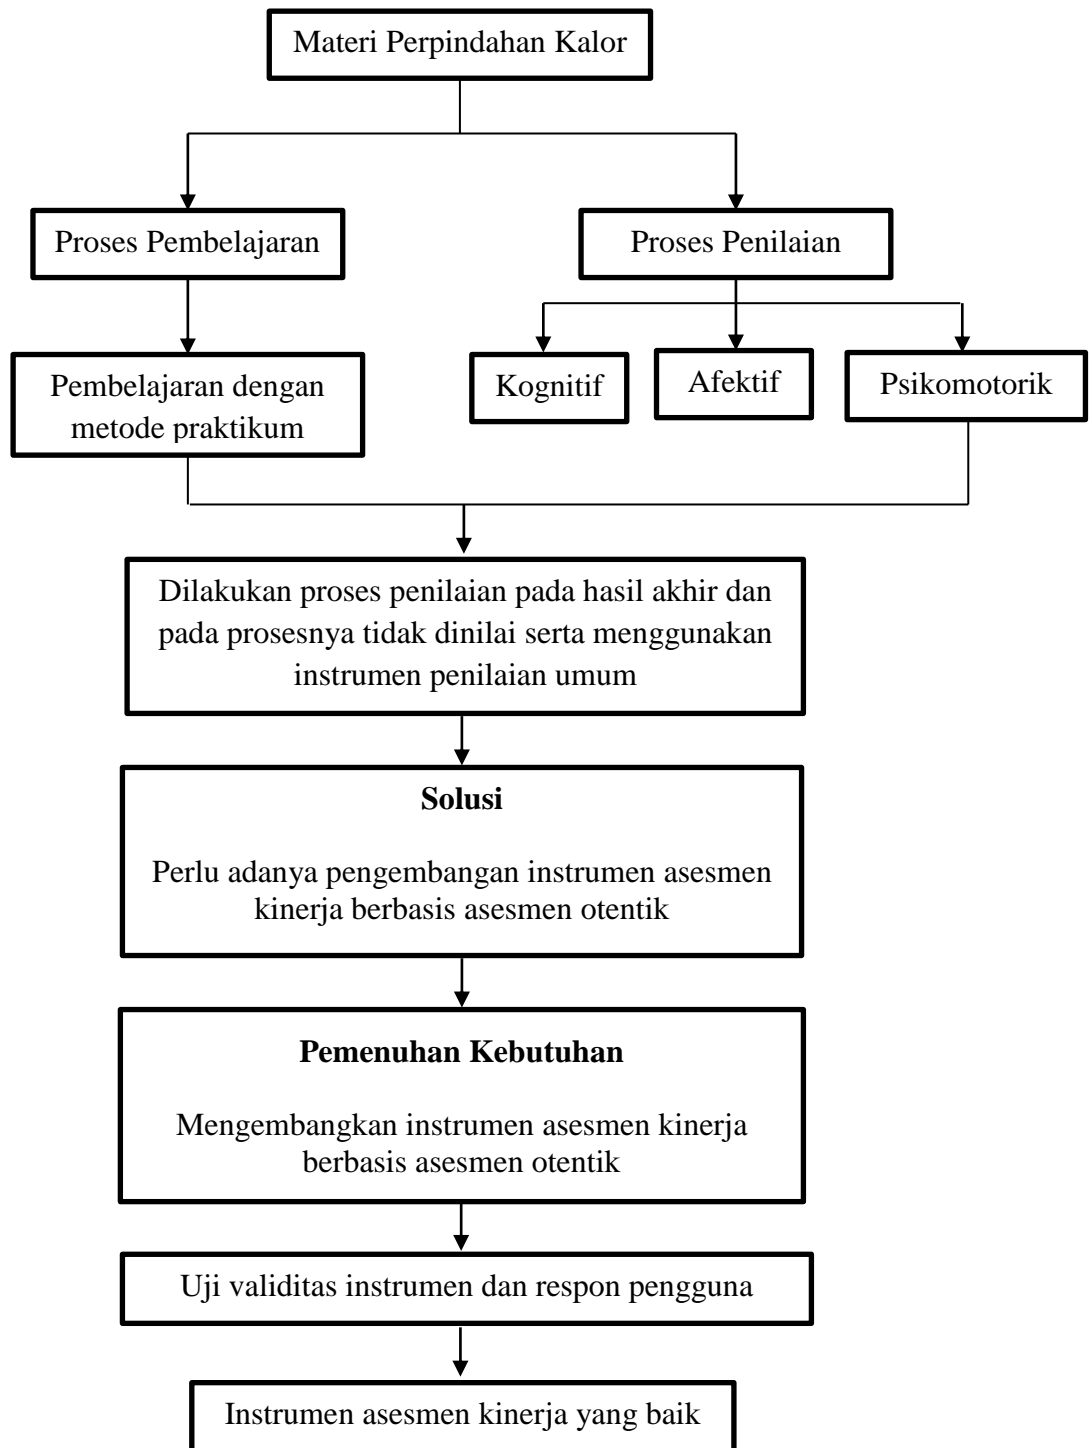 Materi Perpindahan Kalor
Proses Pembelajaran
Proses Penilaian
Pembelajaran dengan
metode praktikum
Kognitif
Afektif
Psikomotorik
Dilakukan proses penilaian pada hasil akhir dan
pada prosesnya tidak dinilai serta menggunakan
instrumen penilaian umum
Solusi
Perlu adanya pengembangan instrumen asesmen
kinerja berbasis asesmen otentik
Pemenuhan Kebutuhan
Mengembangkan instrumen asesmen kinerja
berbasis asesmen otentik
Uji validitas instrumen dan respon pengguna
Instrumen asesmen kinerja yang baik